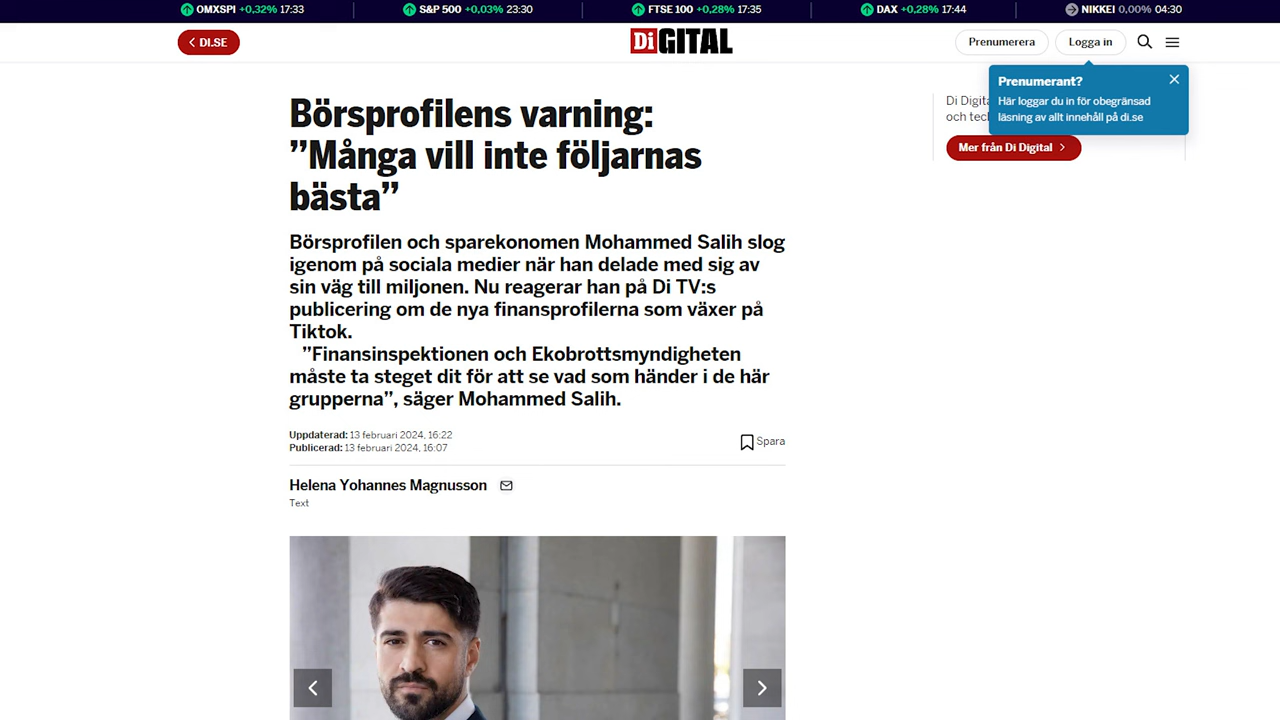 OMXSPI +0,32% 17:33 S&P 500 +0,03% 23:30 FTSE 100 +0,28% 17:35 DAX +0,28% 17:44 NIKKEI 0,00% 04:30
DI.SE DiGITAL Prenumerera Logga in
Prenumerant?
Här loggar du in för obegränsad
läsning av allt innehåll på di.se
Di
och
Mer från Di Digital
Börsprofilens varning:
”Många vill inte följarnas
bästa”
Börsprofilen och sparekonomen Mohammed Salih slog
igenom på sociala medier när han delade med sig av
sin väg till miljonen. Nu reagerar han på Di TV:s
publicering om de nya finansprofilerna som växer på
Tiktok.
”Finansinspektionen och Ekobrottsmyndigheten
måste ta steget dit för att se vad som händer i de här
grupperna”, säger Mohammed Salih.
Uppdaterad: 13 februari 2024, 16:22
Publicerad: 13 februari 2024, 16:07
Spara
Helena Yohannes Magnusson
Text